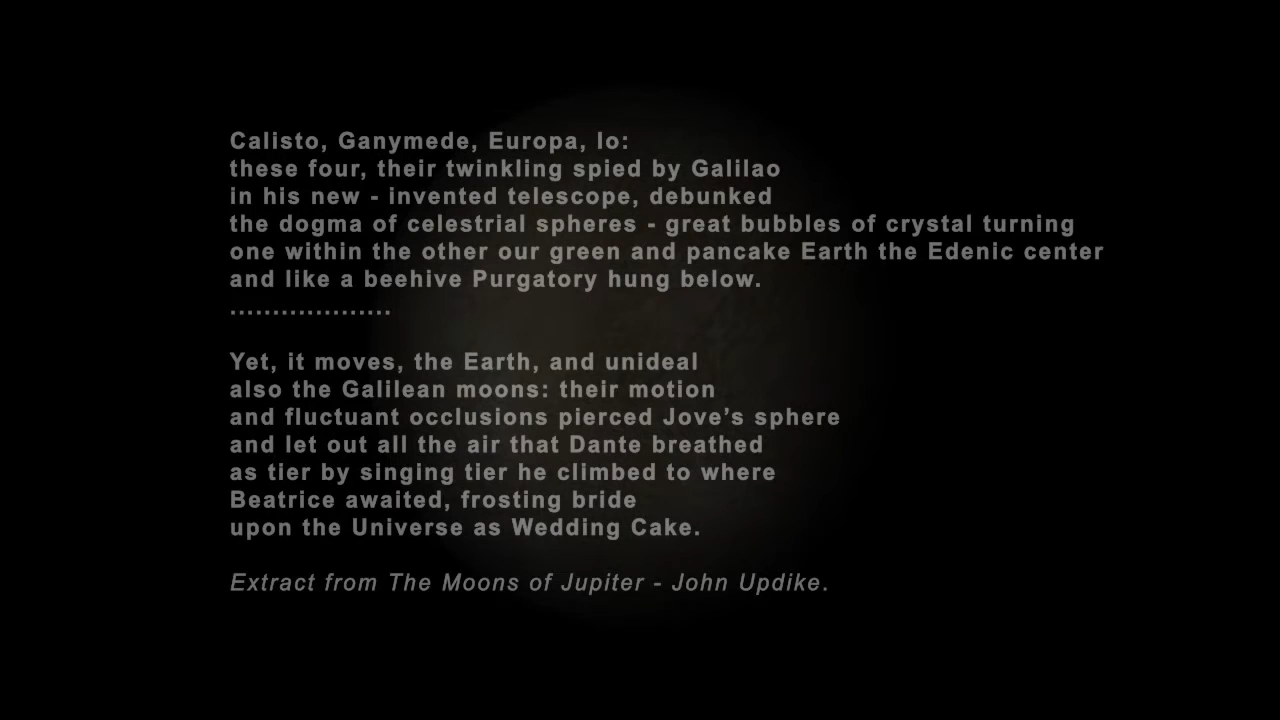 Calisto, Ganymede, Europa, Io:
these four, their twinkling spied by Galilao
in his new - invented telescope, debunked
the dogma of celestrial spheres - great bubbles of crystal turning
one within the other our green and pancake Earth the Edenic center
and like a beehive Purgatory hung below.
...................
Yet, it moves, the Earth, and unideal
also the Galilean moons: their motion
and fluctuant occlusions pierced Jove’s sphere
and let out all the air that Dante breathed
as tier by singing tier he climbed to where
Beatrice awaited, frosting bride
upon the Universe as Wedding Cake.
Extract from The Moons of Jupiter - John Updike.